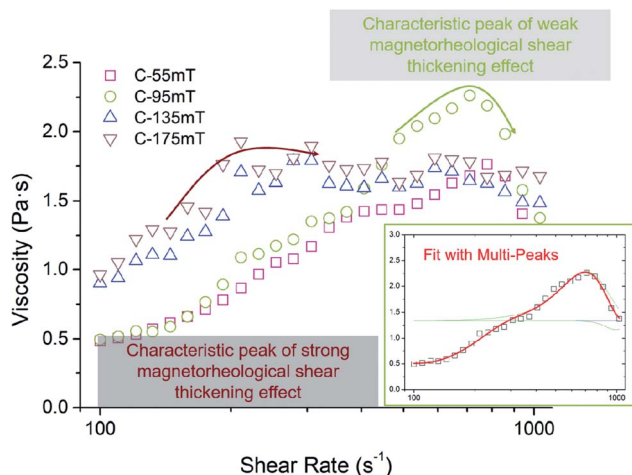 Characteristic peak of weak
magnetorheological shear
thickening effect
2.5
2.0
1.5
1.0
0.5
0.0
Viscosity (Pa·s)
C-55mT
C-95mT
C-135mT
C-175mT
Characteristic peak of strong
magnetorheological shear
thickening effect
Fit with Multi-Peaks
3.0
2.5
2.0
1.5
1.0
0.5
0.0
100
1000
100
1000
Shear Rate (s⁻¹)